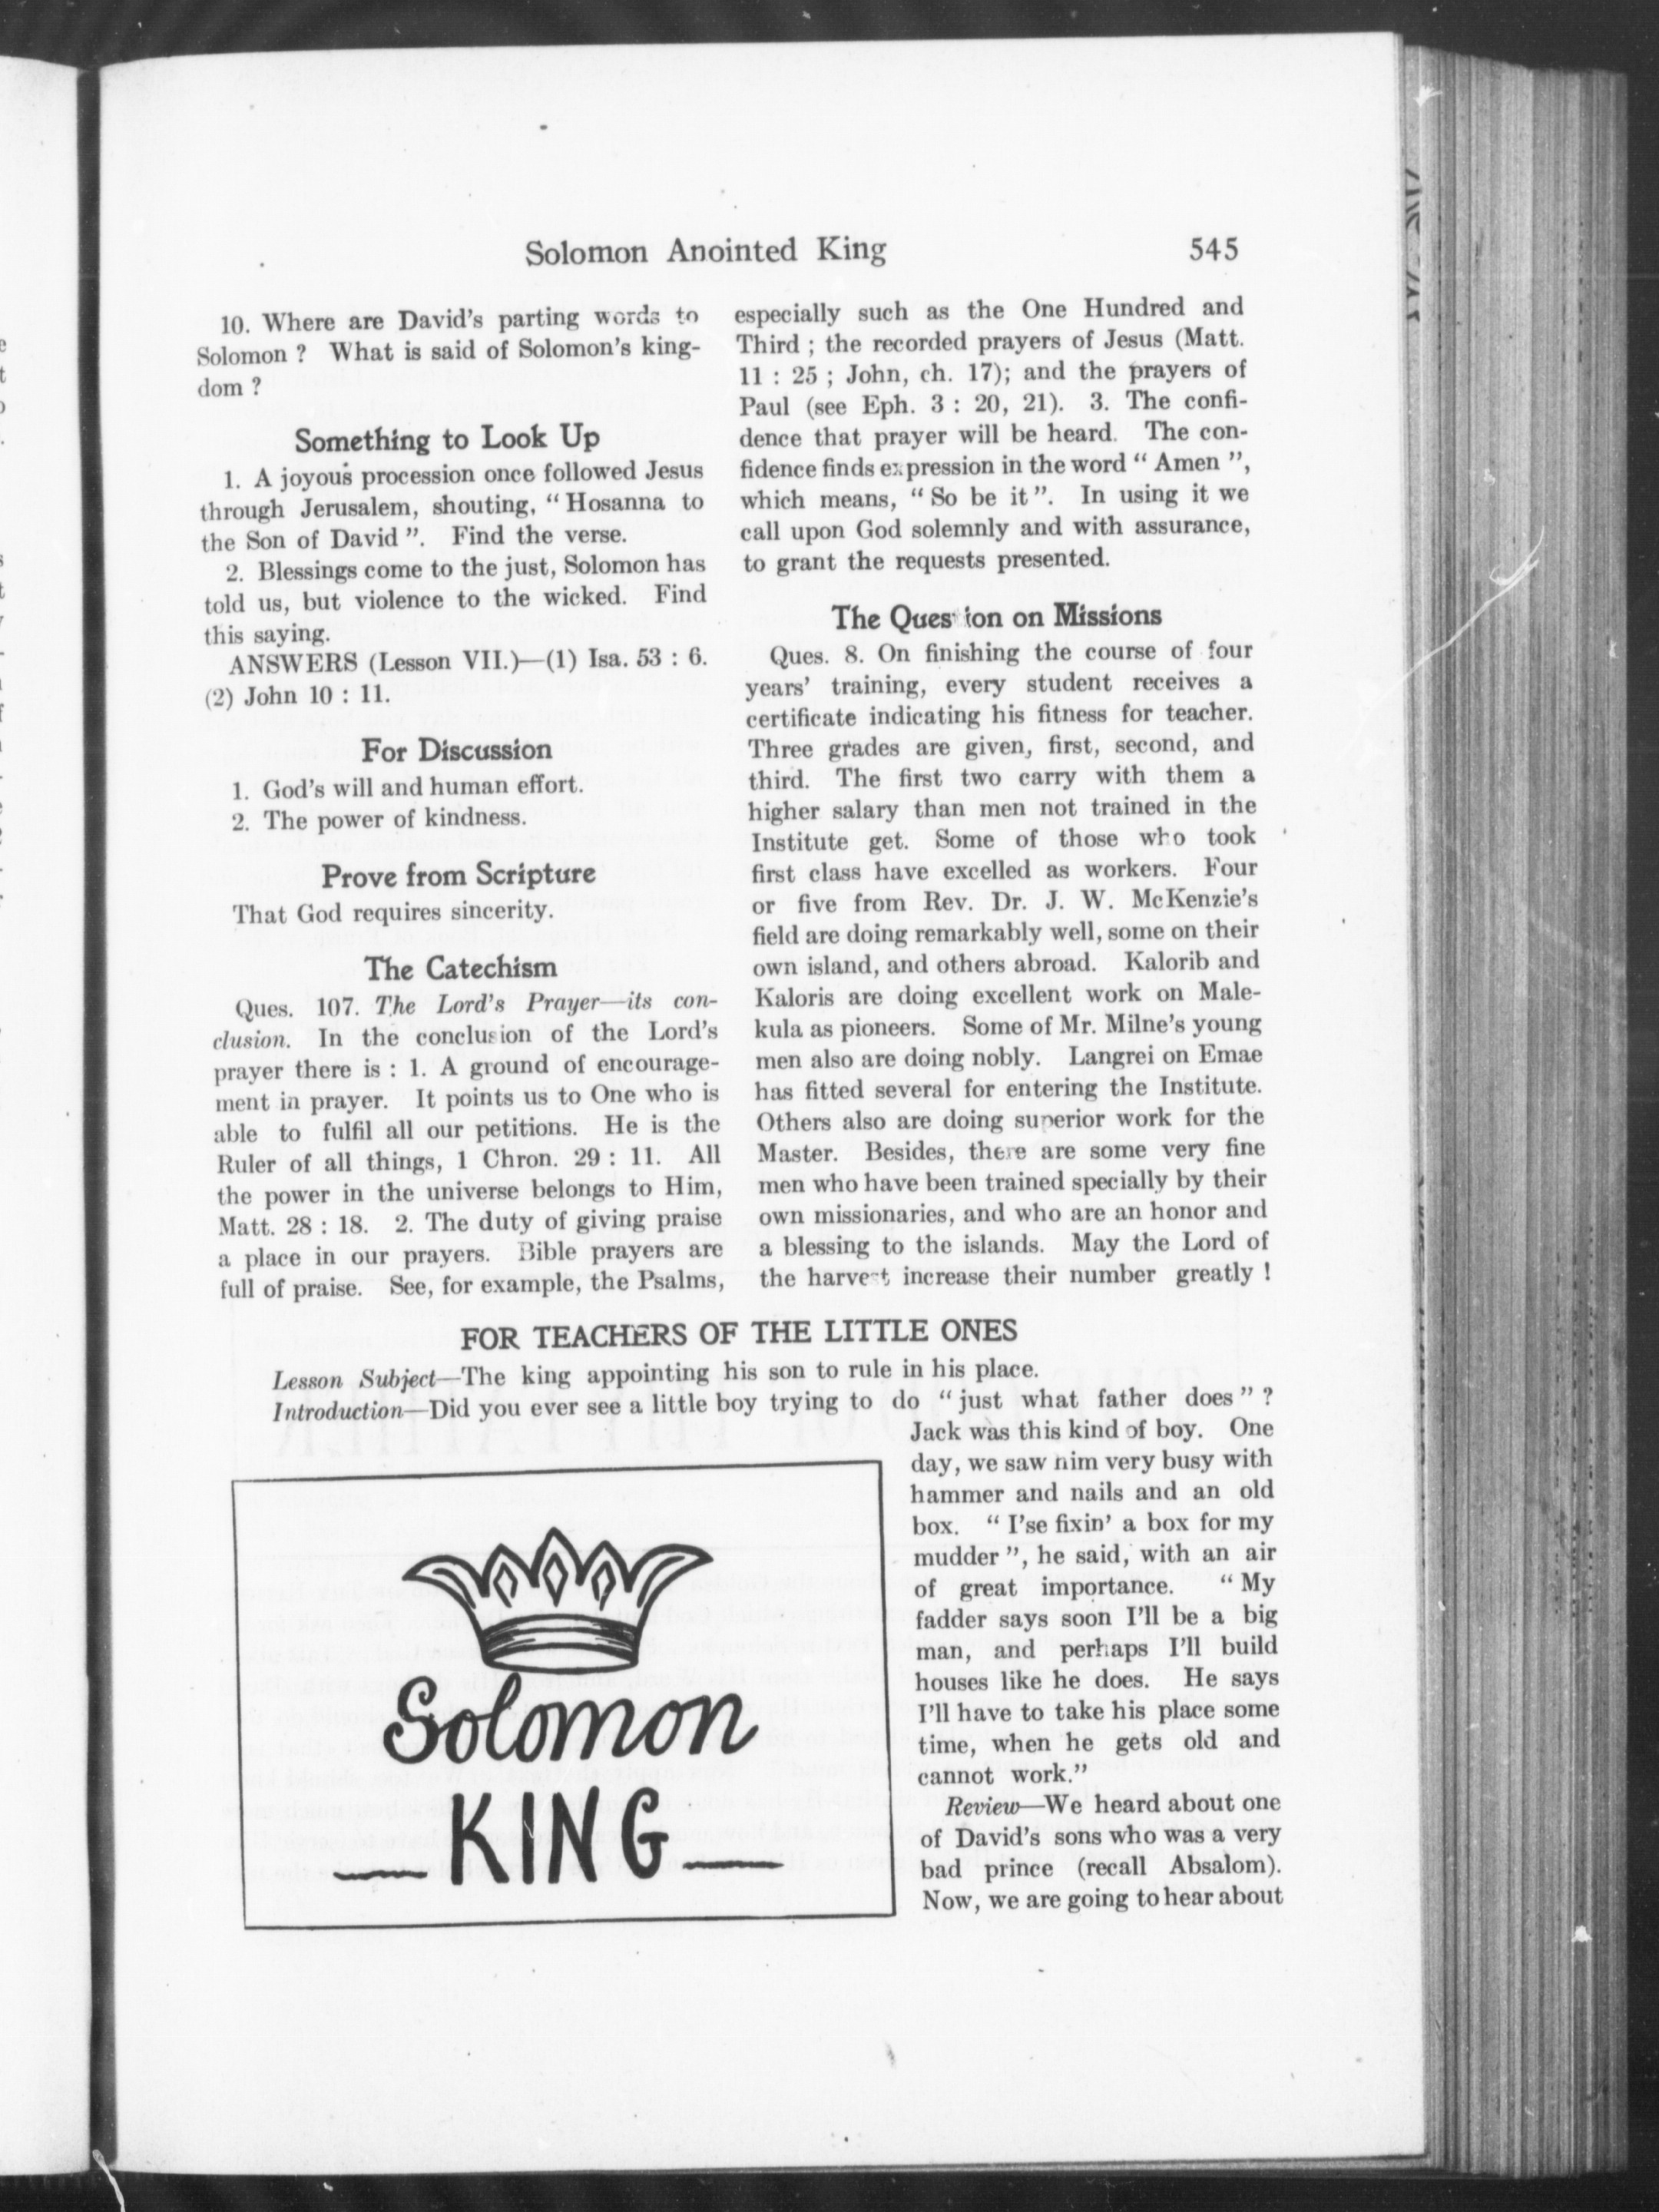 Solomon Anointed King 545
10. Where are David's parting words to
Solomon ? What is said of Solomon's king-
dom ?
Something to Look Up
1. A joyous procession once followed Jesus
through Jerusalem, shouting, " Hosanna to
the Son of David ". Find the verse.
2. Blessings come to the just, Solomon has
told us, but violence to the wicked. Find
this saying.
ANSWERS (Lesson VII.)—(1) Isa. 53 : 6.
(2) John 10 : 11.
For Discussion
1. God's will and human effort.
2. The power of kindness.
Prove from Scripture
That God requires sincerity.
The Catechism
Ques. 107. The Lord's Prayer—its con-
clusion. In the conclusion of the Lord's
prayer there is : 1. A ground of encourage-
ment in prayer. It points us to One who is
able to fulfil all our petitions. He is the
Ruler of all things, 1 Chron. 29 : 11. All
the power in the universe belongs to Him,
Matt. 28 : 18. 2. The duty of giving praise
a place in our prayers. Bible prayers are
full of praise. See, for example, the Psalms,
especially such as the One Hundred and
Third ; the recorded prayers of Jesus (Matt.
11 : 25 ; John, ch. 17); and the prayers of
Paul (see Eph. 3 : 20, 21). 3. The confi-
dence that prayer will be heard. The con-
fidence finds expression in the word " Amen ",
which means, " So be it ". In using it we
call upon God solemnly and with assurance,
to grant the requests presented.
The Question on Missions
Ques. 8. On finishing the course of four
years' training, every student receives a
certificate indicating his fitness for teacher.
Three grades are given, first, second, and
third. The first two carry with them a
higher salary than men not trained in the
Institute get. Some of those who took
first class have excelled as workers. Four
or five from Rev. Dr. J. W. McKenzie's
field are doing remarkably well, some on their
own island, and others abroad. Kalorib and
Kaloris are doing excellent work on Male-
kula as pioneers. Some of Mr. Milne's young
men also are doing nobly. Langrei on Emae
has fitted several for entering the Institute.
Others also are doing superior work for the
Master. Besides, there are some very fine
men who have been trained specially by their
own missionaries, and who are an honor and
a blessing to the islands. May the Lord of
the harvest increase their number greatly !
FOR TEACHERS OF THE LITTLE ONES
Lesson Subject—The king appointing his son to rule in his place.
Introduction—Did you ever see a little boy trying to do " just what father does " ?
Jack was this kind of boy. One
day, we saw him very busy with
hammer and nails and an old
box. " I'se fixin' a box for my
mudder ", he said, with an air
of great importance. " My
fadder says soon I'll be a big
man, and perhaps I'll build
houses like he does. He says
I'll have to take his place some
time, when he gets old and
cannot work."
Review—We heard about one
of David's sons who was a very
bad prince (recall Absalom).
Now, we are going to hear about
Solomon
KING